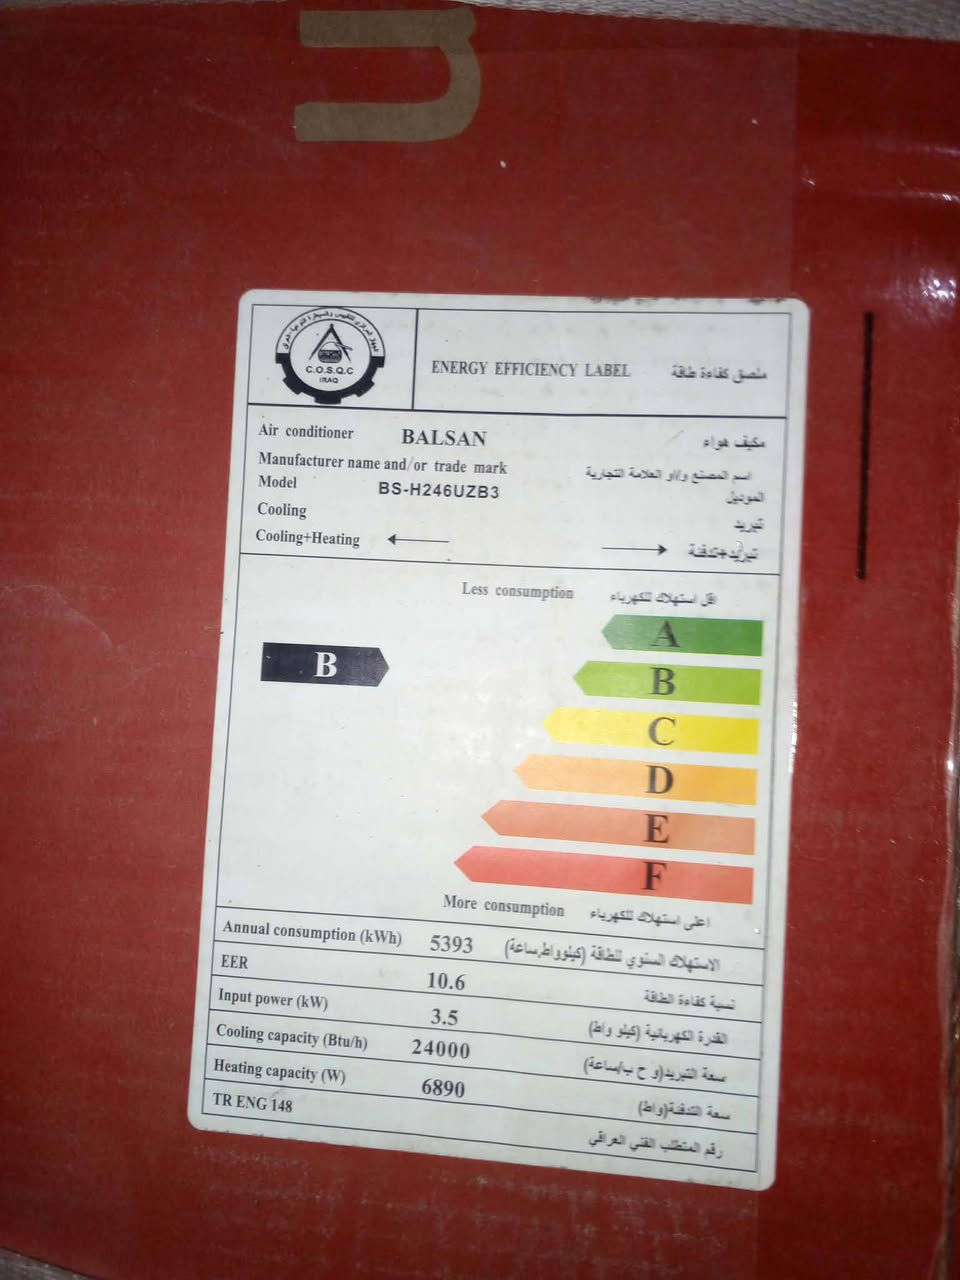 C.O.S.Q.C
IRAQ
ENERGY EFFICIENCY LABEL ملصق كفاءة طاقة
Air conditioner BALSAN مكيف هواء
Manufacturer name and/or trade mark اسم المصنع و/او العلامة التجارية
Model BS-H246UZB3 الموديل
Cooling تبريد
Cooling+Heating تبريد+تدفئة
Less consumption اقل استهلاك للكهرباء
A
B B
C
D
E
F
More consumption اعلى استهلاك للكهرباء
Annual consumption (kWh) 5393 الاستهلاك السنوي للطاقة (كيلوواط.ساعة)
EER 10.6 نسبة كفاءة الطاقة
Input power (kW) 3.5 القدرة الكهربائية (كيلو واط)
Cooling capacity (Btu/h) 24000 سعة التبريد(و ح ب/ساعة)
Heating capacity (W) 6890 سعة التدفئة(واط)
TR ENG 148 رقم المتطلب الفني العراقي